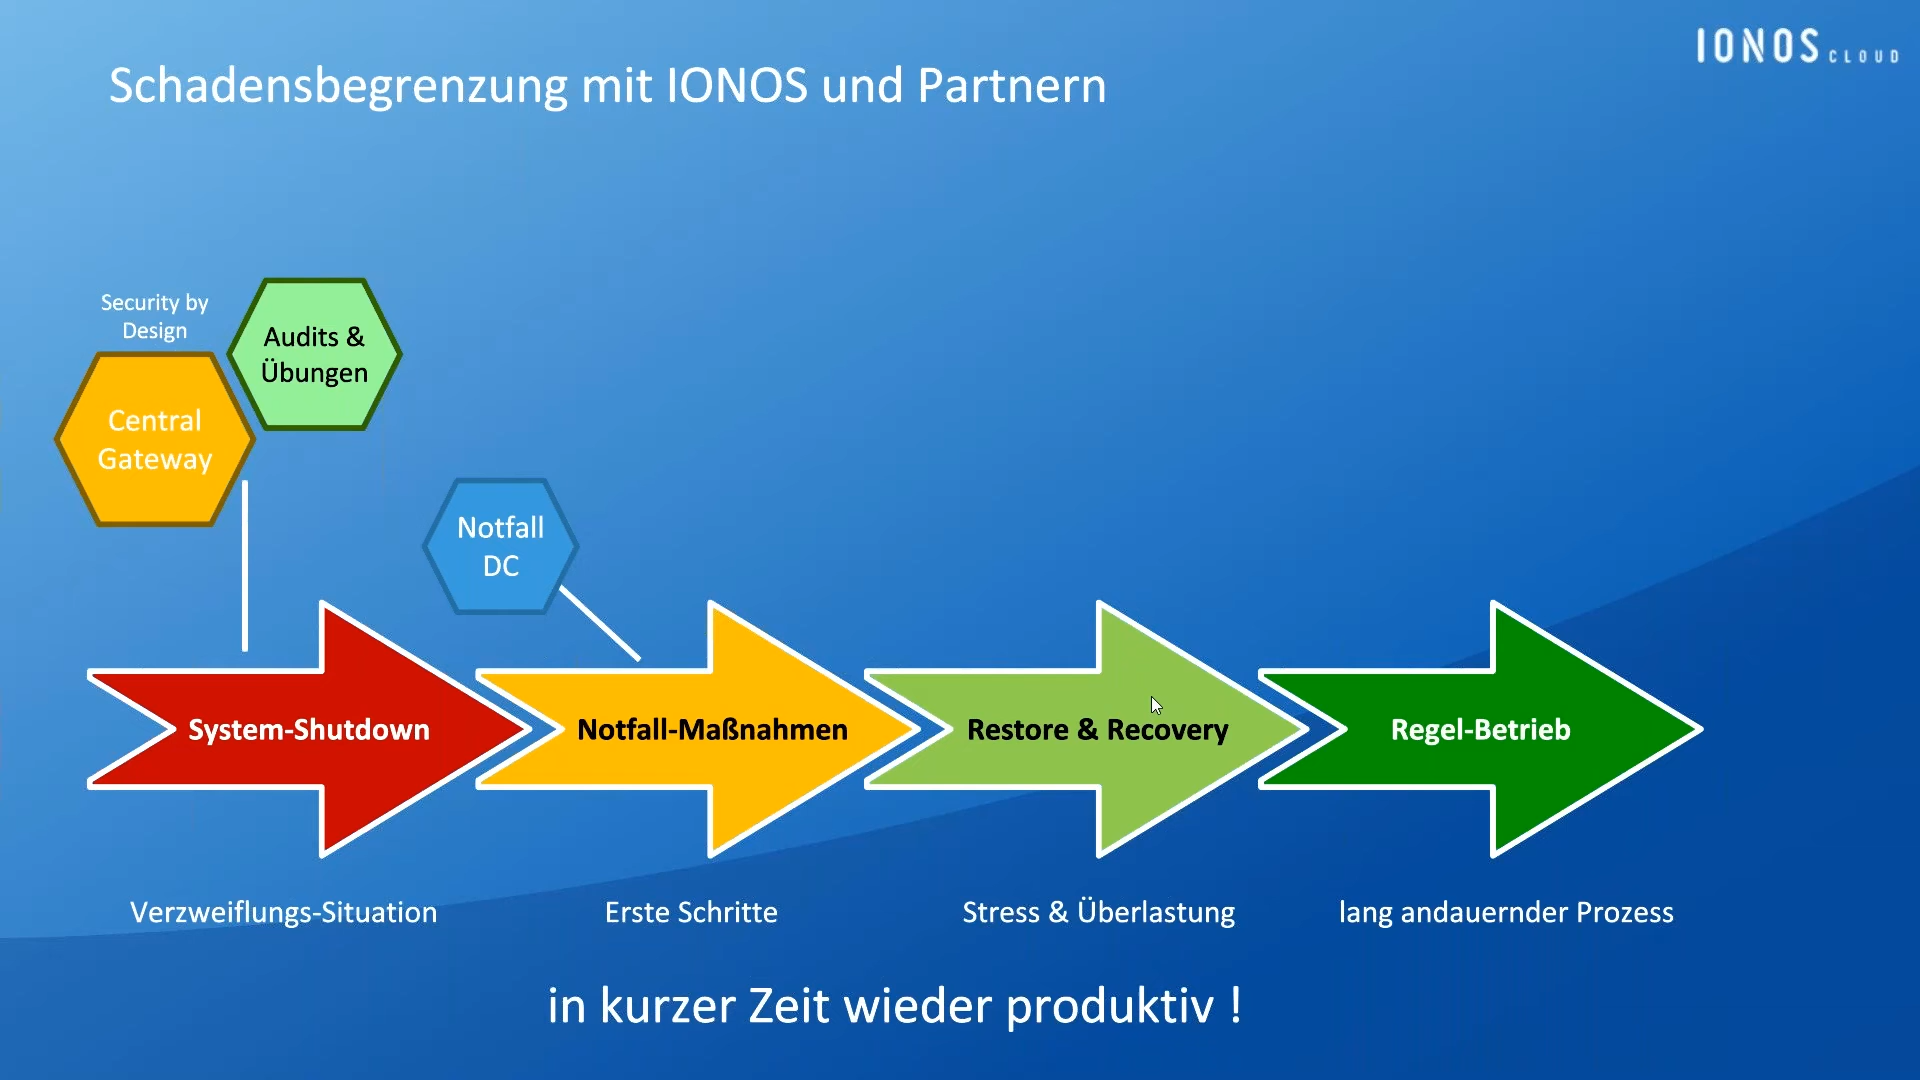 IONOS CLOUD
Schadensbegrenzung mit IONOS und Partnern
Security by
Design
Audits &
Übungen
Central
Gateway
Notfall
DC
System-Shutdown
Notfall-Maßnahmen
Restore & Recovery
Regel-Betrieb
Verzweiflungs-Situation
Erste Schritte
Stress & Überlastung
lang andauernder Prozess
in kurzer Zeit wieder produktiv !